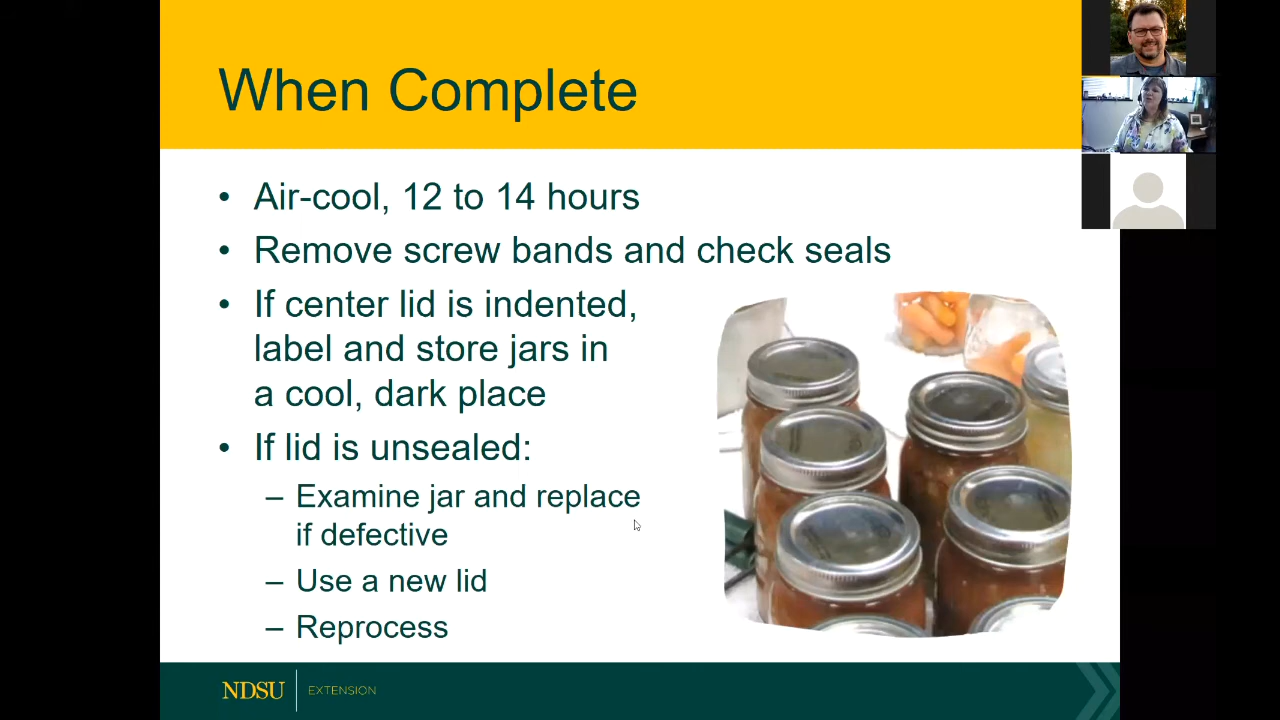 When Complete
• Air-cool, 12 to 14 hours
• Remove screw bands and check seals
• If center lid is indented,
label and store jars in
a cool, dark place
• If lid is unsealed:
– Examine jar and replace
if defective
– Use a new lid
– Reprocess
NDSU EXTENSION